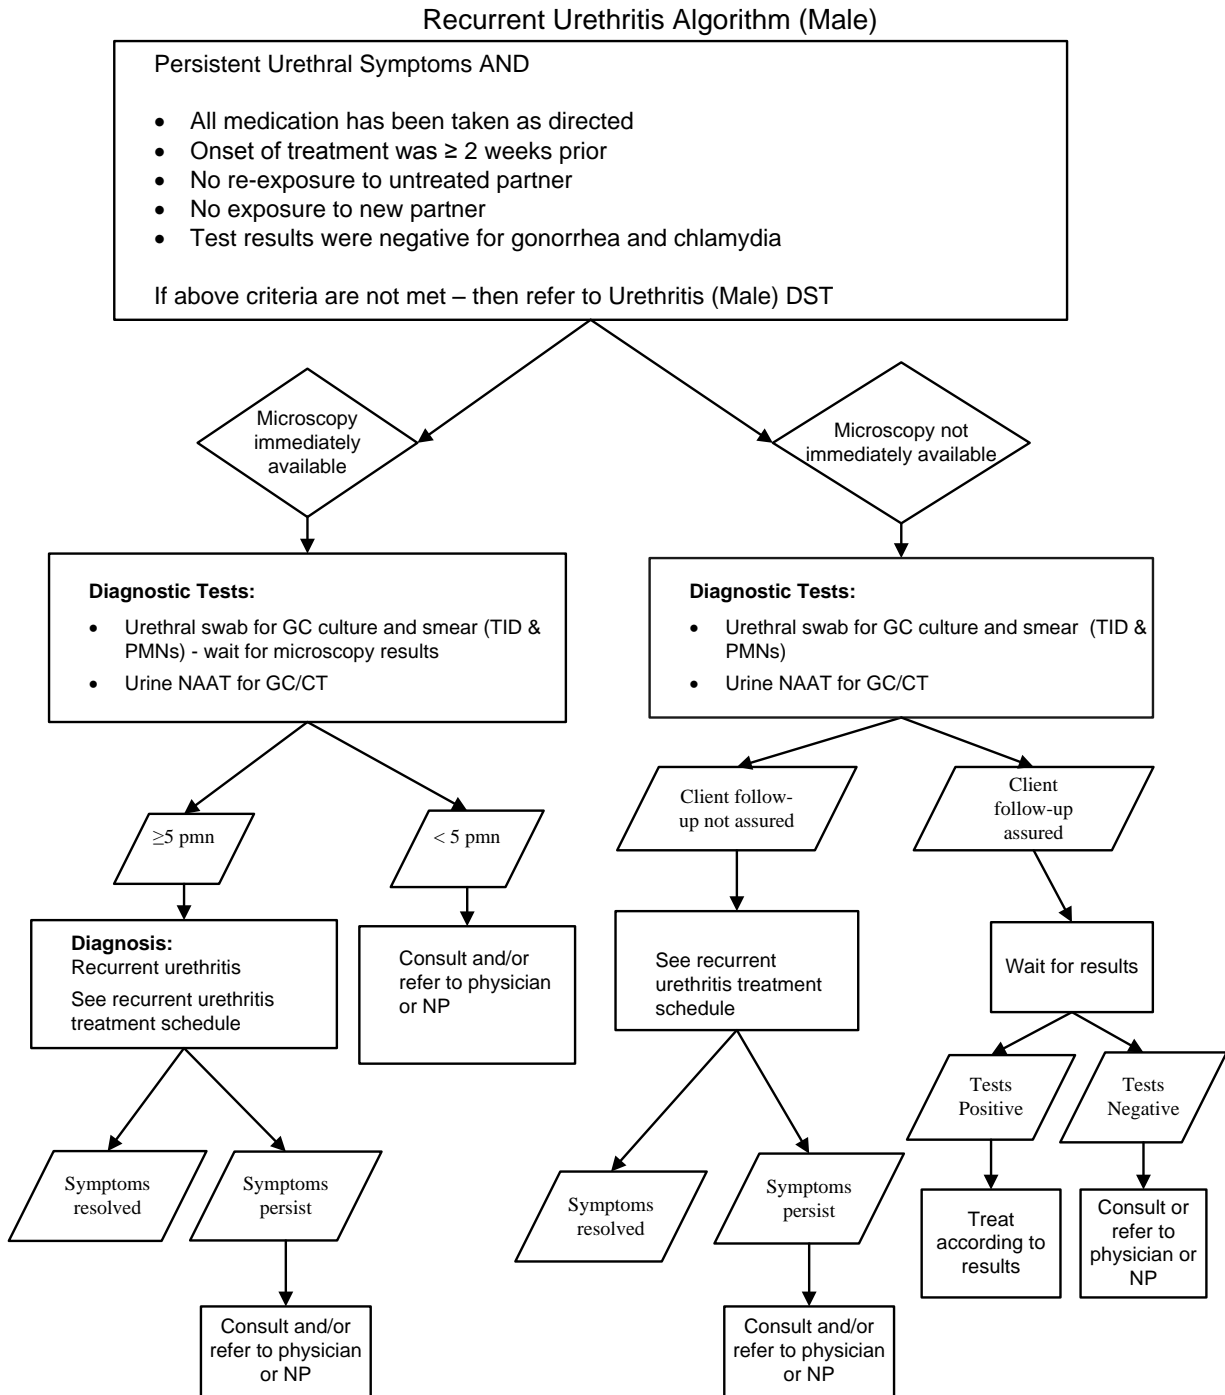 Recurrent Urethritis Algorithm (Male)
Persistent Urethral Symptoms AND
• All medication has been taken as directed
• Onset of treatment was ≥ 2 weeks prior
• No re-exposure to untreated partner
• No exposure to new partner
• Test results were negative for gonorrhea and chlamydia
If above criteria are not met – then refer to Urethritis (Male) DST
Microscopy
immediately
available
Microscopy not
immediately available
Diagnostic Tests:
• Urethral swab for GC culture and smear (TID &
PMNs) - wait for microscopy results
• Urine NAAT for GC/CT
Diagnostic Tests:
• Urethral swab for GC culture and smear (TID &
PMNs)
• Urine NAAT for GC/CT
≥5 pmn
< 5 pmn
Client follow-
up not assured
Client
follow-up
assured
Diagnosis:
Recurrent urethritis
See recurrent urethritis
treatment schedule
Consult and/or
refer to physician
or NP
See recurrent
urethritis treatment
schedule
Wait for results
Symptoms
resolved
Symptoms
persist
Symptoms
resolved
Symptoms
persist
Tests
Positive
Tests
Negative
Consult and/or
refer to physician
or NP
Consult and/or
refer to physician
or NP
Treat
according to
results
Consult or
refer to
physician or
NP